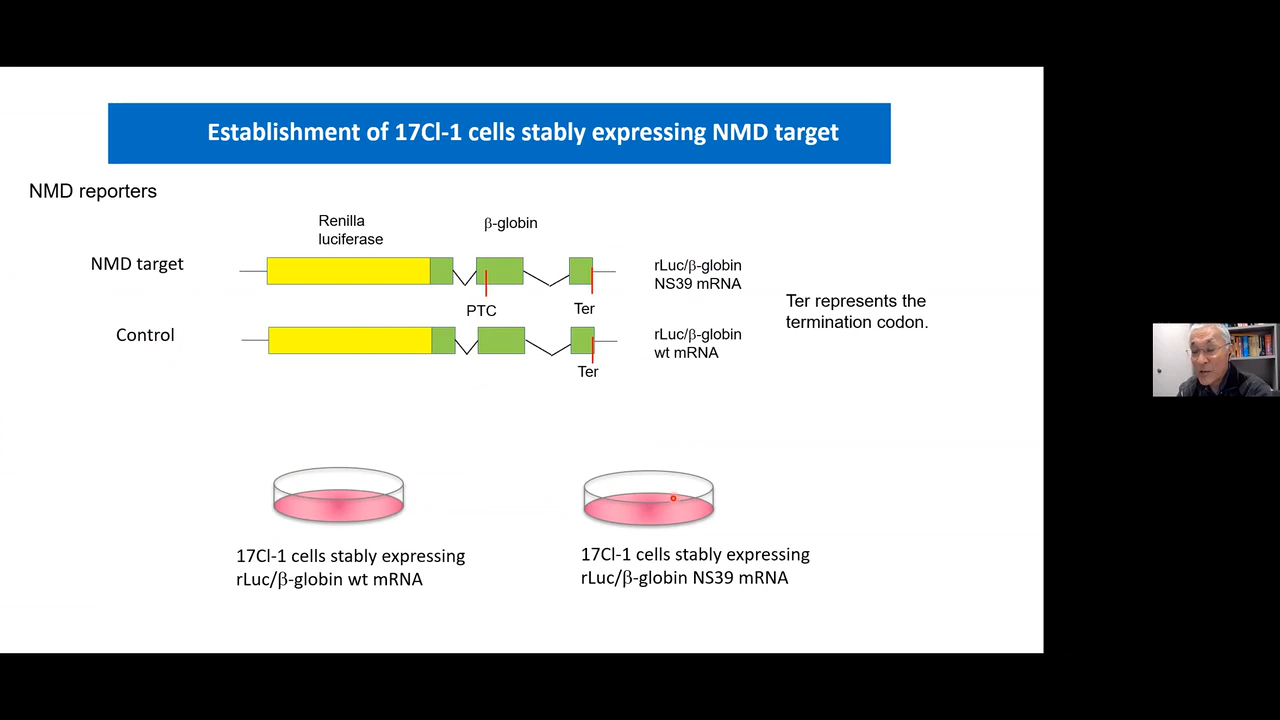 Establishment of 17Cl-1 cells stably expressing NMD target
NMD reporters
Renilla
luciferase
β-globin
NMD target
rLuc/β-globin
NS39 mRNA
PTC
Ter
Ter represents the
termination codon.
Control
rLuc/β-globin
wt mRNA
Ter
17Cl-1 cells stably expressing
rLuc/β-globin wt mRNA
17Cl-1 cells stably expressing
rLuc/β-globin NS39 mRNA